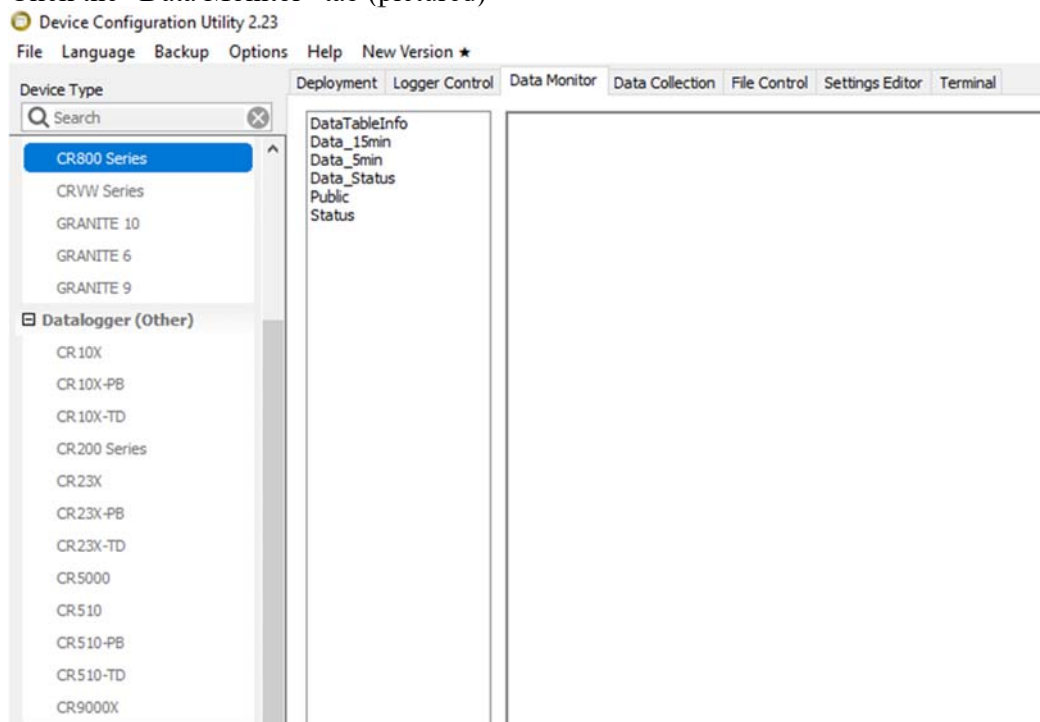 Device Configuration Utility 2.23
File Language Backup Options Help New Version ★
Device Type
Search
CR800 Series
CRVW Series
GRANITE 10
GRANITE 6
GRANITE 9
Datalogger (Other)
CR10X
CR10X-PB
CR10X-TD
CR200 Series
CR23X
CR23X-PB
CR23X-TD
CR5000
CR510
CR510-PB
CR510-TD
CR9000X
Deployment Logger Control Data Monitor Data Collection File Control Settings Editor Terminal
DataTableInfo
Data_15min
Data_5min
Data_Status
Public
Status